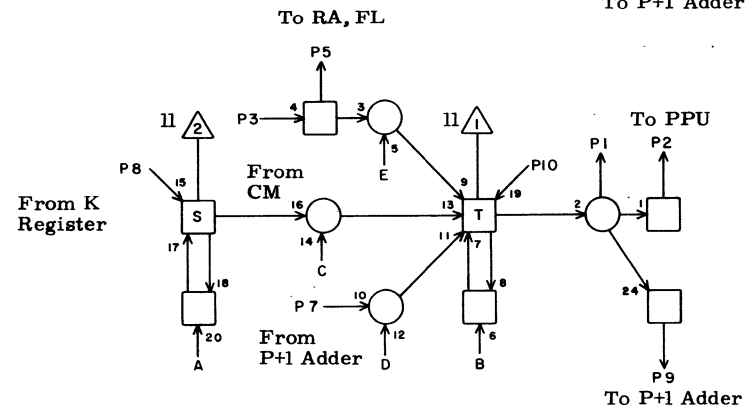 To P+1 Adder
To RA, FL
P5
11 2
P3 4 3
11 1
To PPU
P8
15
From
CM
E 5
9
P10
19
P1
P2
From K
Register
S
16
13
T
2
1
17
14
11
7
18
C
8
24
P7 10
20
From
P+1 Adder
12
6
A
D
B
P9
To P+1 Adder